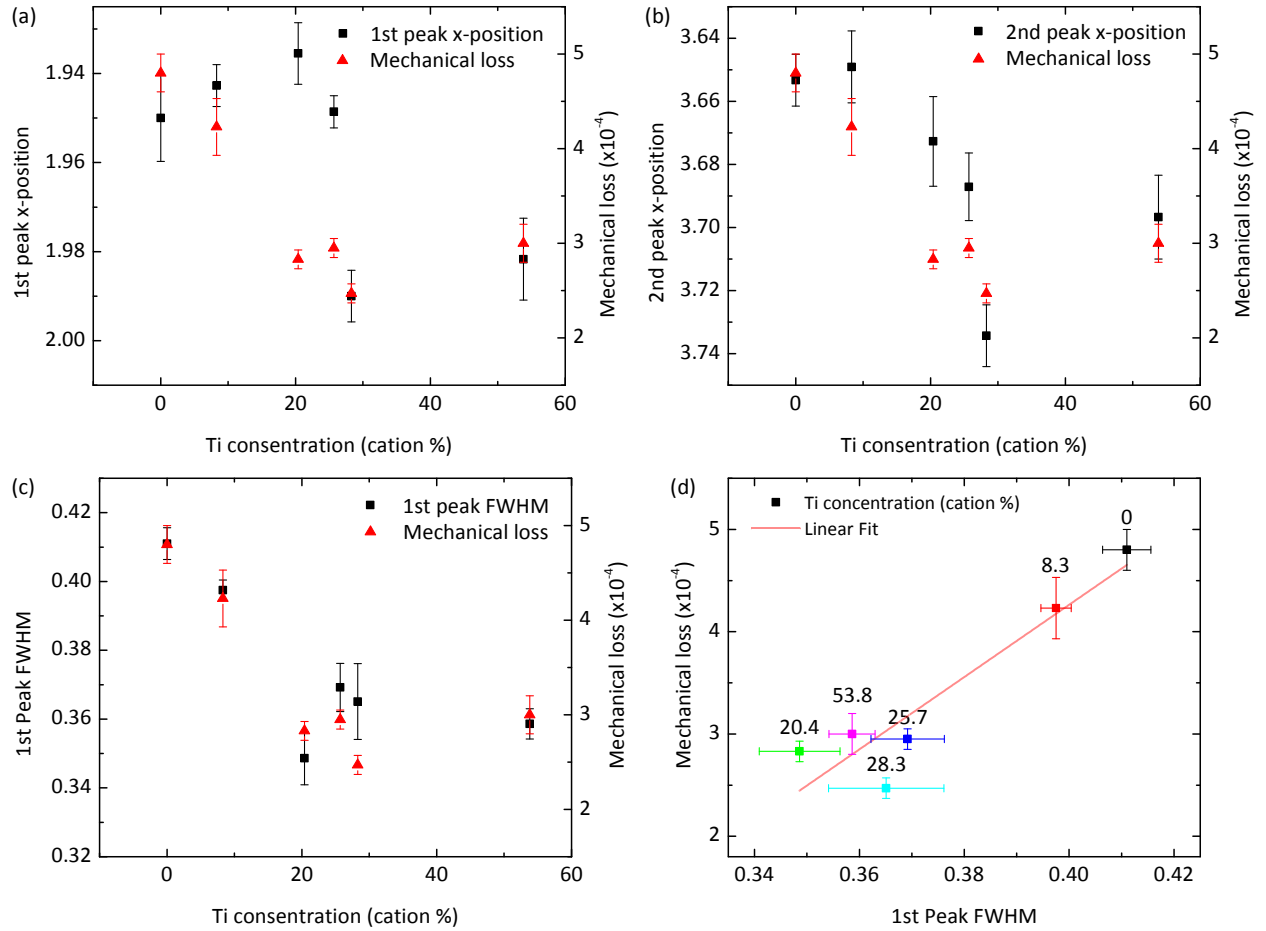 (a)
1st peak x-position
Mechanical loss
1.94
1.96
1.98
2.00
1st peak x-position
5
4
3
2
Mechanical loss (x10⁻⁴)
0
20
40
60
Ti consentration (cation %)
(b)
2nd peak x-position
Mechanical loss
3.64
3.66
3.68
3.70
3.72
3.74
2nd peak x-position
5
4
3
2
Mechanical loss (x10⁻⁴)
0
20
40
60
Ti consentration (cation %)
(c)
1st peak FWHM
Mechanical loss
0.42
0.40
0.38
0.36
0.34
0.32
1st Peak FWHM
5
4
3
2
Mechanical loss (x10⁻⁴)
0
20
40
60
Ti consentration (cation %)
(d)
Ti concentration (cation %)
Linear Fit
0
8.3
53.8
25.7
20.4
28.3
5
4
3
2
Mechanical loss (x10⁻⁴)
0.34
0.36
0.38
0.40
0.42
1st Peak FWHM